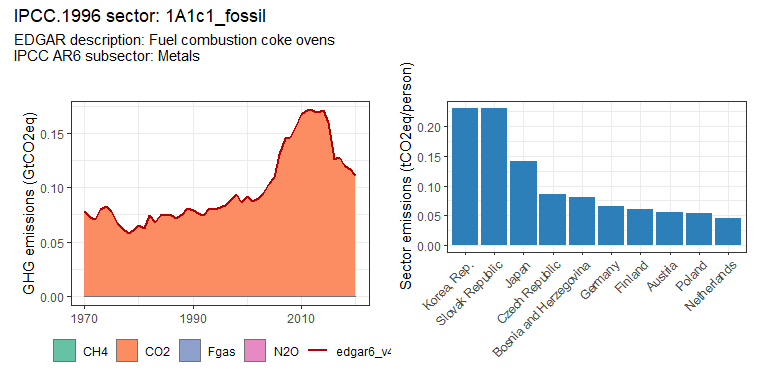 IPCC.1996 sector: 1A1c1_fossil
EDGAR description: Fuel combustion coke ovens
IPCC AR6 subsector: Metals
GHG emissions (GtCO2eq)
0.15
0.10
0.05
0.00
1970
1990
2010
CH4
CO2
Fgas
N2O
edgar6_v4
Sector emissions (tCO2eq/person)
0.20
0.15
0.10
0.05
0.00
Korea, Rep.
Slovak Republic
Japan
Czech Republic
Bosnia and Herzegovina
Germany
Finland
Austria
Poland
Netherlands